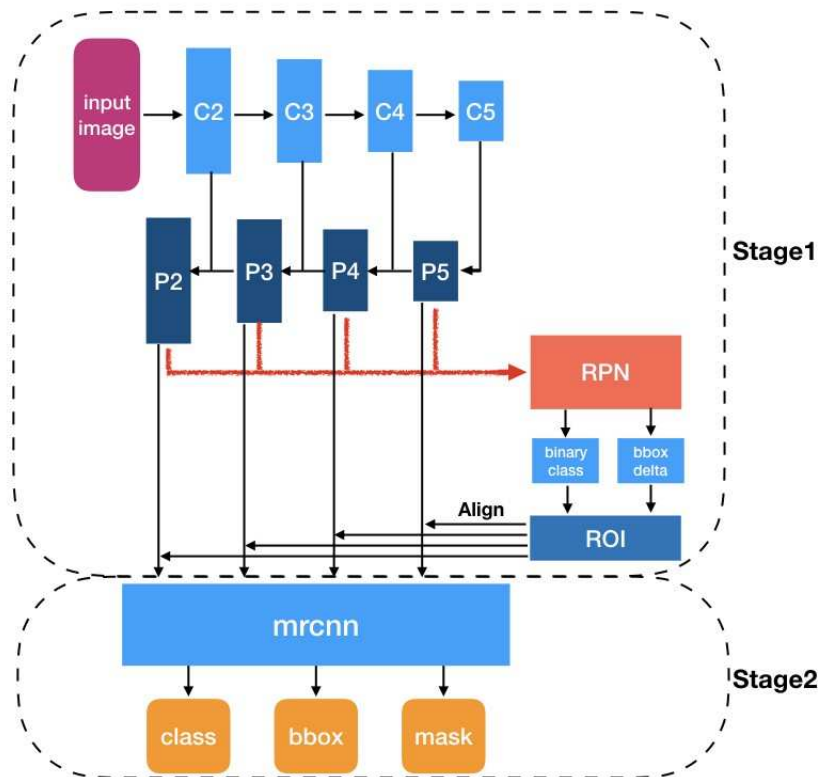 input
image
C2
C3
C4
C5
P2
P3
P4
P5
Stage1
RPN
binary
class
bbox
delta
Align
ROI
mrcnn
Stage2
class
bbox
mask